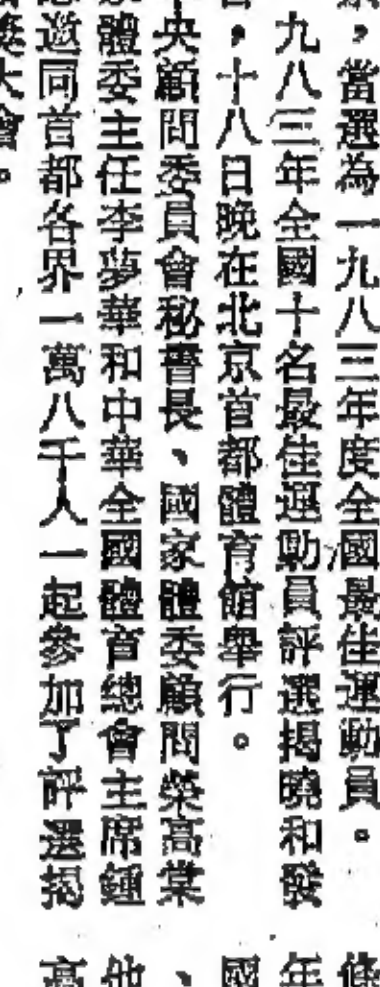 ，當選為一九八三年度全國最佳運動員。
九八三年全國十名最佳運動員評選揭曉和發
，十八日晚在北京首都體育館舉行。
央顧問委員會秘書長、國家體委顧問榮高棠
體委主任李夢華和中華全國體育總會主席鍾
邀同首都各界一萬八千人一起參加了評選揭
獎大會。
年
國
、
他
高